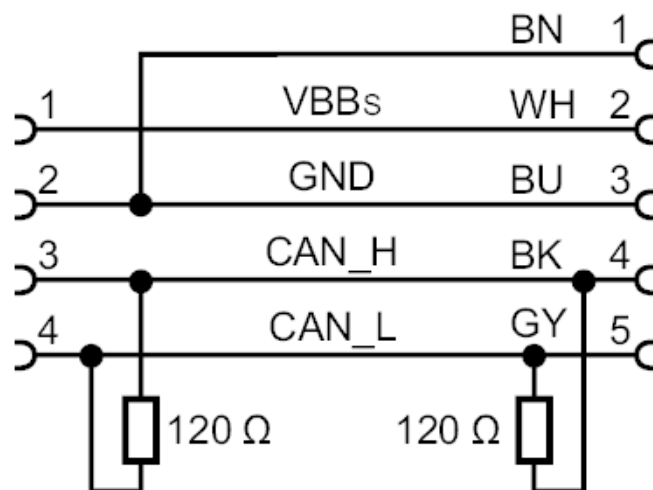 BN 1
1 VBBs WH 2
2 GND BU 3
3 CAN_H BK 4
4 CAN_L GY 5
120 Ω 120 Ω